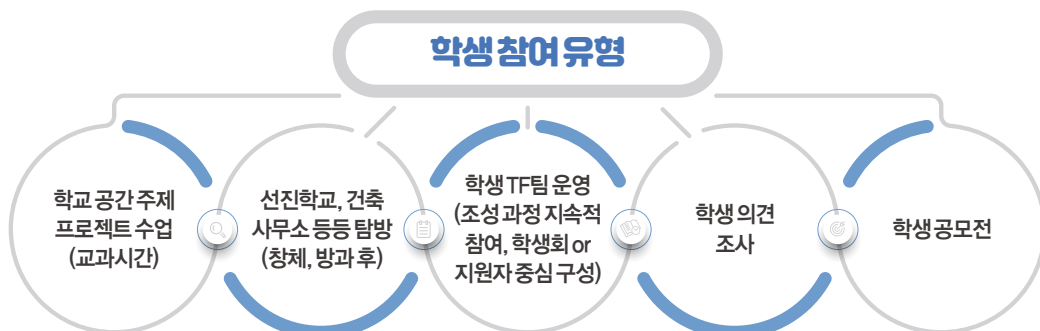 학생 참여 유형
학교 공간 주제
프로젝트 수업
(교과시간)
선진학교, 건축
사무소 등등 탐방
(창체, 방과 후)
학생 TF팀 운영
(조성 과정 지속적
참여, 학생회 or
지원자 중심 구성)
학생 의견
조사
학생 공모전